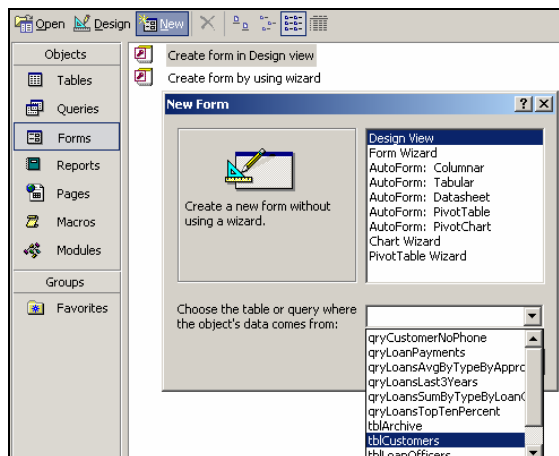 Open Design New
Objects
Tables
Queries
Forms
Reports
Pages
Macros
Modules
Groups
Favorites
Create form in Design view
Create form by using wizard
New Form
Create a new form without
using a wizard.
Design View
Form Wizard
AutoForm: Columnar
AutoForm: Tabular
AutoForm: Datasheet
AutoForm: PivotTable
AutoForm: PivotChart
Chart Wizard
PivotTable Wizard
Choose the table or query where
the object's data comes from:
qryCustomerNoPhone
qryLoanPayments
qryLoansAvgByTypeByAppro
qryLoansLast3Years
qryLoansSumByTypeByLoanO
qryLoansTopTenPercent
tblArchive
tblCustomers
tblLoanOfficers